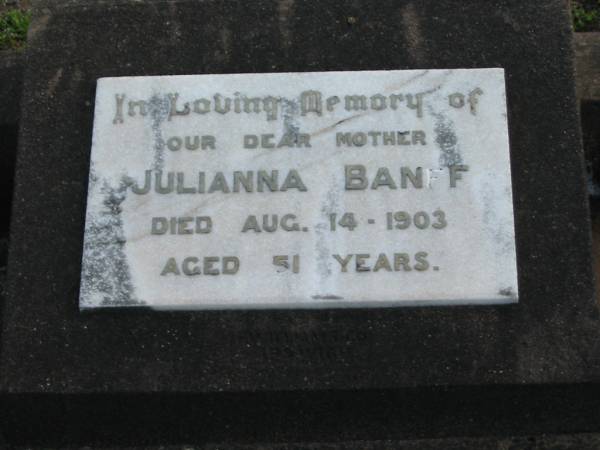 In Loving Memory of
OUR DEAR MOTHER
JULIANNA BANFF
DIED AUG. 14 - 1903
AGED 51 YEARS.